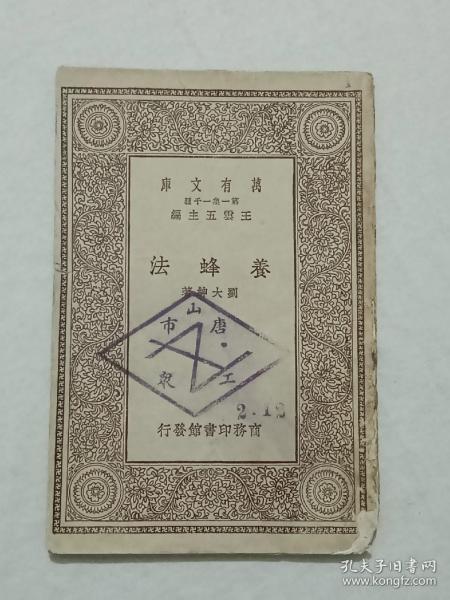 萬有文庫
第一集一千種
王雲五主編
養蜂法
劉大紳著
唐山市
工
眾
2.12
商務印書館發行
孔夫子旧书网
www.kongfz.com